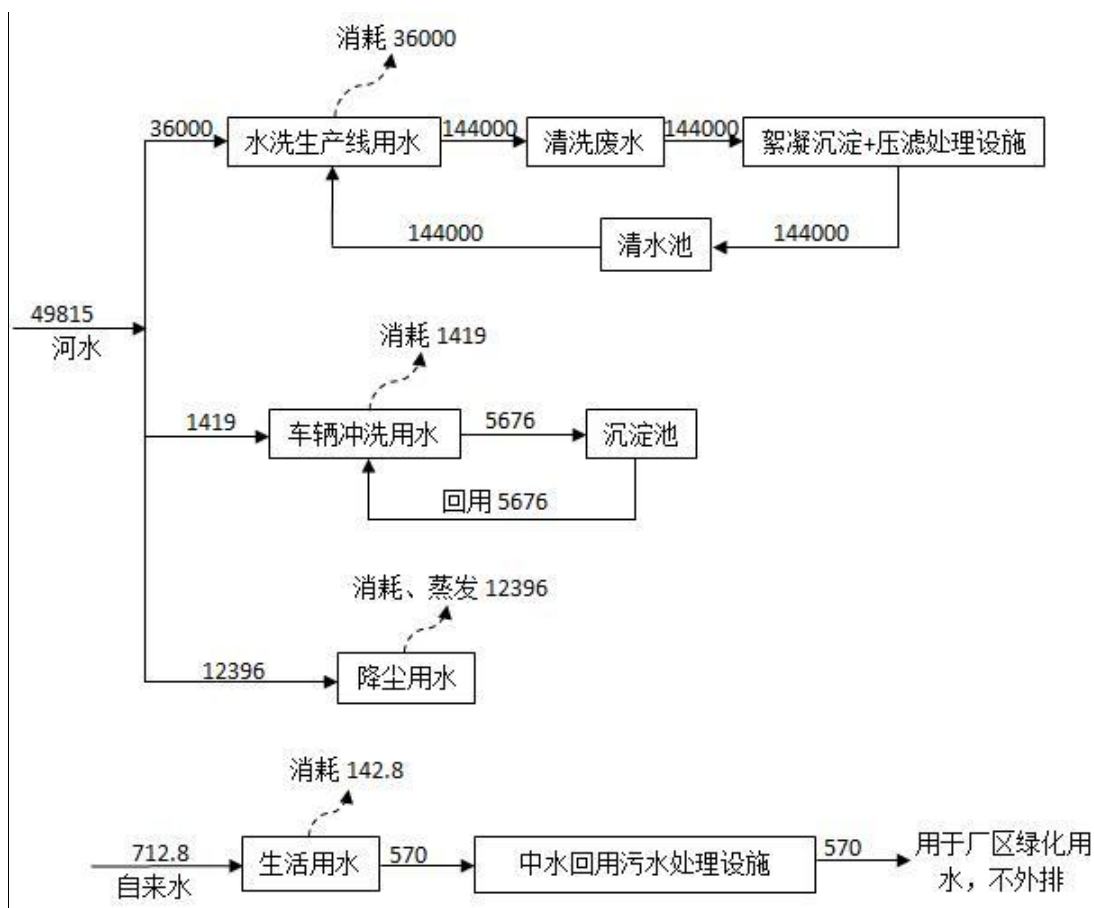 消耗 36000
36000
水洗生产线用水
144000
清洗废水
144000
絮凝沉淀+压滤处理设施
144000
清水池
144000
49815
河水
消耗 1419
1419
车辆冲洗用水
5676
沉淀池
回用 5676
消耗、蒸发 12396
12396
降尘用水
消耗 142.8
712.8
自来水
生活用水
570
中水回用污水处理设施
570
用于厂区绿化用
水，不外排